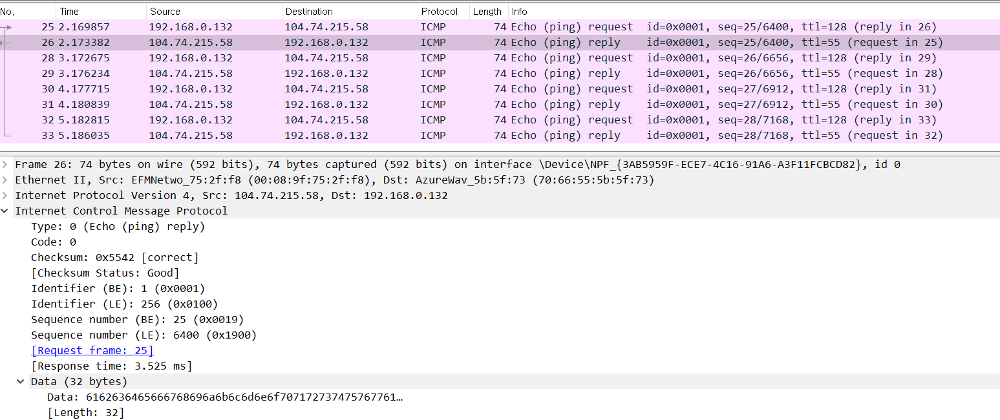 No. Time Source Destination Protocol Length Info
25 2.169857 192.168.0.132 104.74.215.58 ICMP 74 Echo (ping) request id=0x0001, seq=25/6400, ttl=128 (reply in 26)
26 2.173382 104.74.215.58 192.168.0.132 ICMP 74 Echo (ping) reply id=0x0001, seq=25/6400, ttl=55 (request in 25)
28 3.172675 192.168.0.132 104.74.215.58 ICMP 74 Echo (ping) request id=0x0001, seq=26/6656, ttl=128 (reply in 29)
29 3.176234 104.74.215.58 192.168.0.132 ICMP 74 Echo (ping) reply id=0x0001, seq=26/6656, ttl=55 (request in 28)
30 4.177715 192.168.0.132 104.74.215.58 ICMP 74 Echo (ping) request id=0x0001, seq=27/6912, ttl=128 (reply in 31)
31 4.180839 104.74.215.58 192.168.0.132 ICMP 74 Echo (ping) reply id=0x0001, seq=27/6912, ttl=55 (request in 30)
32 5.182815 192.168.0.132 104.74.215.58 ICMP 74 Echo (ping) request id=0x0001, seq=28/7168, ttl=128 (reply in 33)
33 5.186035 104.74.215.58 192.168.0.132 ICMP 74 Echo (ping) reply id=0x0001, seq=28/7168, ttl=55 (request in 32)
Frame 26: 74 bytes on wire (592 bits), 74 bytes captured (592 bits) on interface \Device\NPF_{3AB5959F-ECE7-4C16-91A6-A3F11FCBCD82}, id 0
Ethernet II, Src: EFMNetwo_75:2f:f8 (00:08:9f:75:2f:f8), Dst: AzureWav_5b:5f:73 (70:66:55:5b:5f:73)
Internet Protocol Version 4, Src: 104.74.215.58, Dst: 192.168.0.132
Internet Control Message Protocol
Type: 0 (Echo (ping) reply)
Code: 0
Checksum: 0x5542 [correct]
[Checksum Status: Good]
Identifier (BE): 1 (0x0001)
Identifier (LE): 256 (0x0100)
Sequence number (BE): 25 (0x0019)
Sequence number (LE): 6400 (0x1900)
[Request frame: 25]
[Response time: 3.525 ms]
Data (32 bytes)
Data: 6162636465666768696a6b6c6d6e6f707172737475767761…
[Length: 32]